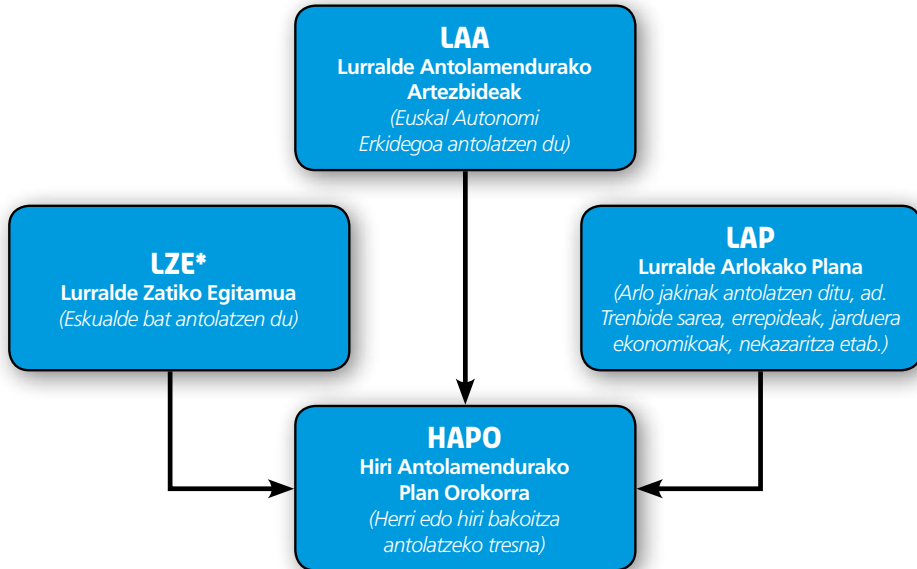 LAA
Lurralde Antolamendurako
Artezbideak
(Euskal Autonomi
Erkidegoa antolatzen du)
LZE*
Lurralde Zatiko Egitamua
(Eskualde bat antolatzen du)
LAP
Lurralde Arlokako Plana
(Arlo jakinak antolatzen ditu, ad.
Trenbide sarea, errepideak, jarduera
ekonomikoak, nekazaritza etab.)
HAPO
Hiri Antolamendurako
Plan Orokorra
(Herri edo hiri bakoitza
antolatzeko tresna)